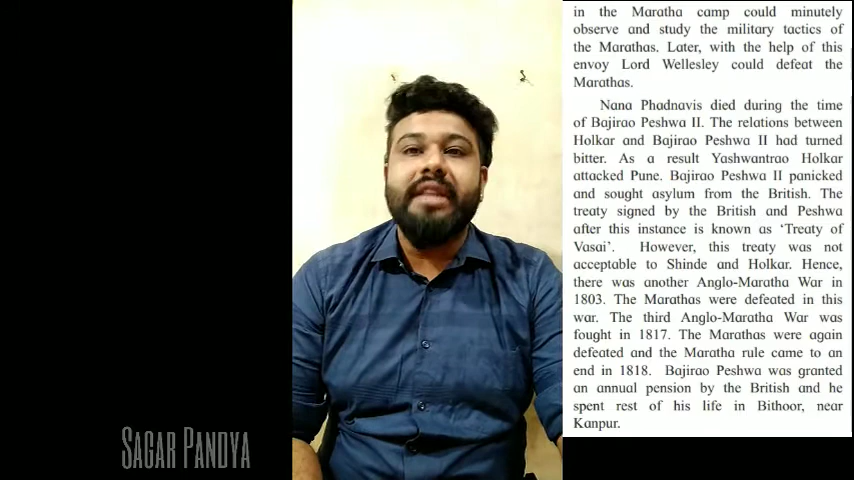 in the Maratha camp could minutely
observe and study the military tactics of
the Marathas. Later, with the help of this
envoy Lord Wellesley could defeat the
Marathas.
Nana Phadnavis died during the time
of Bajirao Peshwa II. The relations between
Holkar and Bajirao Peshwa II had turned
bitter. As a result Yashwantrao Holkar
attacked Pune. Bajirao Peshwa II panicked
and sought asylum from the British. The
treaty signed by the British and Peshwa
after this instance is known as ‘Treaty of
Vasai’. However, this treaty was not
acceptable to Shinde and Holkar. Hence,
there was another Anglo-Maratha War in
1803. The Marathas were defeated in this
war. The third Anglo-Maratha War was
fought in 1817. The Marathas were again
defeated and the Maratha rule came to an
end in 1818. Bajirao Peshwa was granted
an annual pension by the British and he
spent rest of his life in Bithoor, near
Kanpur.
SAGAR PANDYA